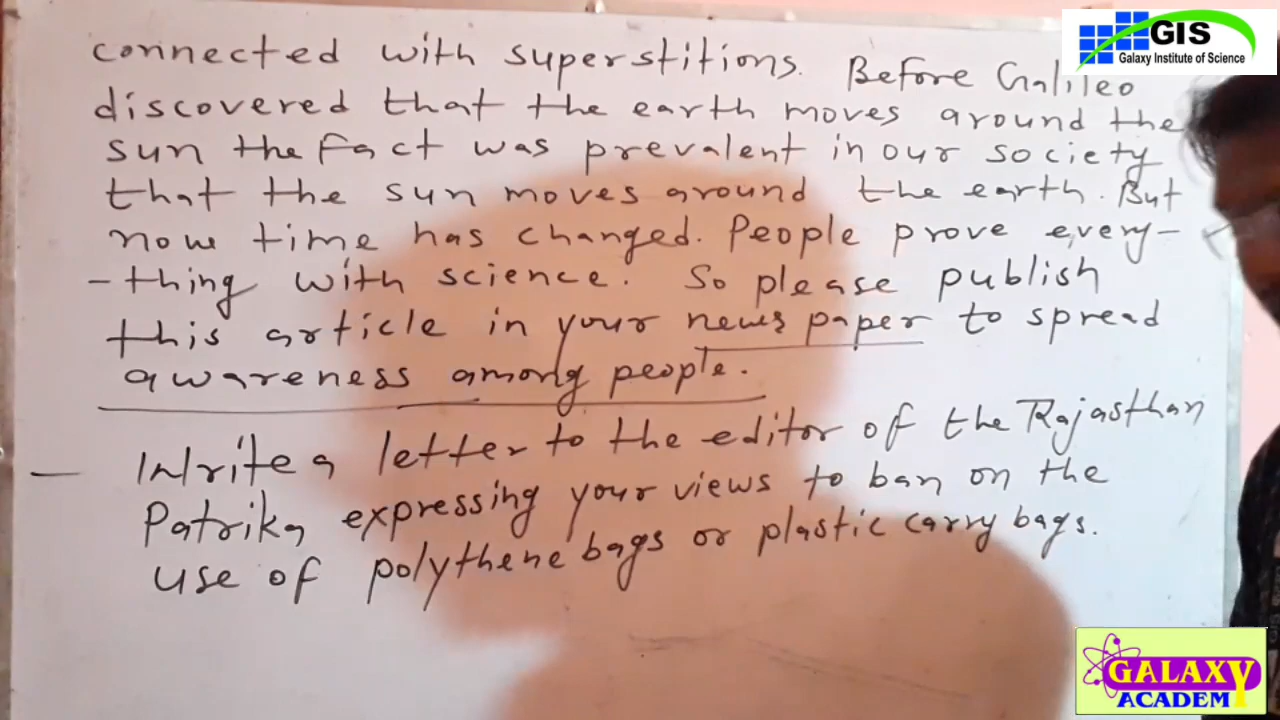 GIS
Galaxy Institute of Science
connected with superstitions. Before Galileo
discovered that the earth moves around the
sun the fact was prevalent in our society
that the sun moves around the earth. But
now time has changed. People prove every-
-thing with science. So please publish
this article in your news paper to spread
awareness among people.
- Write a letter to the editor of the Rajasthan
Patrika expressing your views to ban on the
use of polythene bags or plastic carry bags.
GALAXY
ACADEM